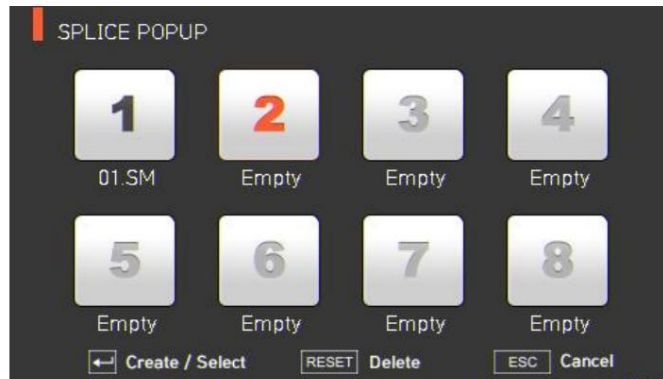 SPLICE POPUP
1 2 3 4
01.SM Empty Empty Empty
5 6 7 8
Empty Empty Empty Empty
Create / Select RESET Delete ESC Cancel